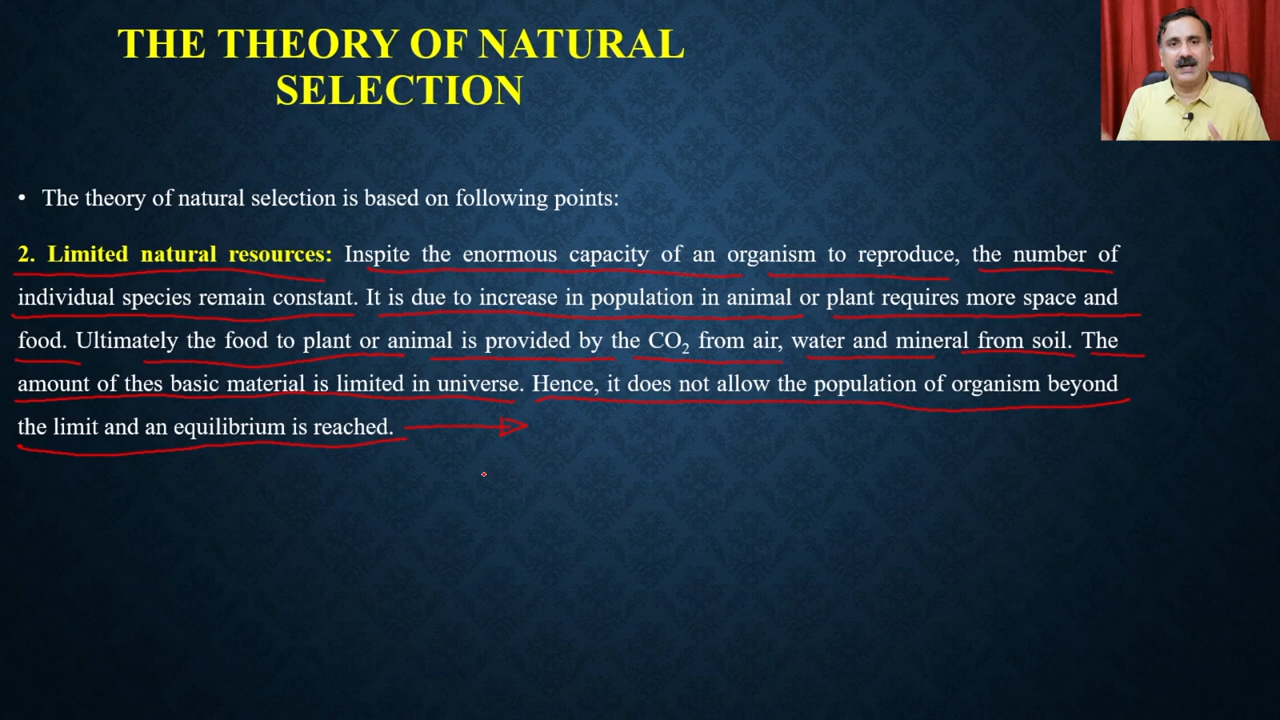 THE THEORY OF NATURAL
SELECTION
• The theory of natural selection is based on following points:
2. Limited natural resources: Inspite the enormous capacity of an organism to reproduce, the number of
individual species remain constant. It is due to increase in population in animal or plant requires more space and
food. Ultimately the food to plant or animal is provided by the CO₂ from air, water and mineral from soil. The
amount of thes basic material is limited in universe. Hence, it does not allow the population of organism beyond
the limit and an equilibrium is reached.